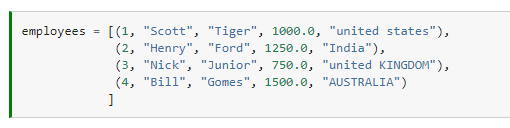 employees = [(1, "Scott", "Tiger", 1000.0, "united states"),
(2, "Henry", "Ford", 1250.0, "India"),
(3, "Nick", "Junior", 750.0, "united KINGDOM"),
(4, "Bill", "Gomes", 1500.0, "AUSTRALIA")
]